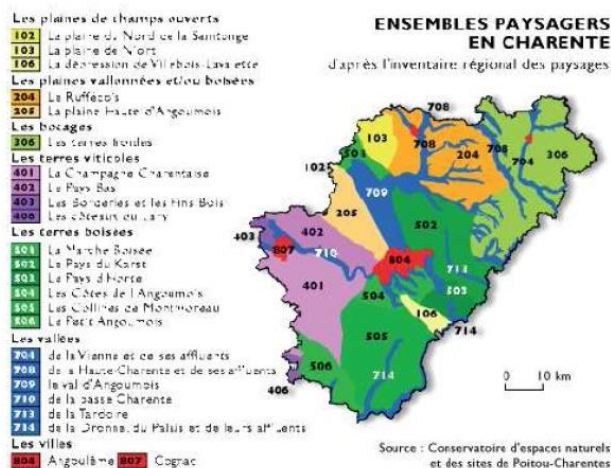 ENSEMBLES PAYSAGERS
EN CHARENTE
d'après l'inventaire régional des paysages
Les plaines de champs ouverts
102 La plaine du Nord de la Saintonge
103 La plaine de Niort
106 La dépression de Villebois-Lavalette
Les plaines vallonnées et/ou boisées
204 Le Ruffécois
205 La plaine Haute d'Angoumois
Les bocages
306 Les terres froides
Les terres viticoles
401 La Champagne Charentaise
402 Le Pays Bas
403 Les Borderies et les Fins Bois
406 Les côteaux du Lary
Les terres boisées
501 La Marche Boisée
502 Le Pays du Karst
503 Le Pays d'Horte
504 Les Côtes de l'Angoumois
505 Les Collines de Montmoreau
506 Le Petit Angoumois
Les vallées
704 de la Vienne et de ses affluents
708 de la Haute-Charente et de ses affluents
709 le val d'Angoumois
710 de la basse Charente
713 de la Tardoire
714 de la Dronne, du Palais et de leurs affluents
Les villes
804 Angoulême 807 Cognac
708
103
708
204
708
704
306
501
102
709
205
502
402
403
807
710
804
713
401
504
503
106
714
505
506
714
406
0 10 km
Source : Conservatoire d'espaces naturels
et des sites de Poitou-Charentes